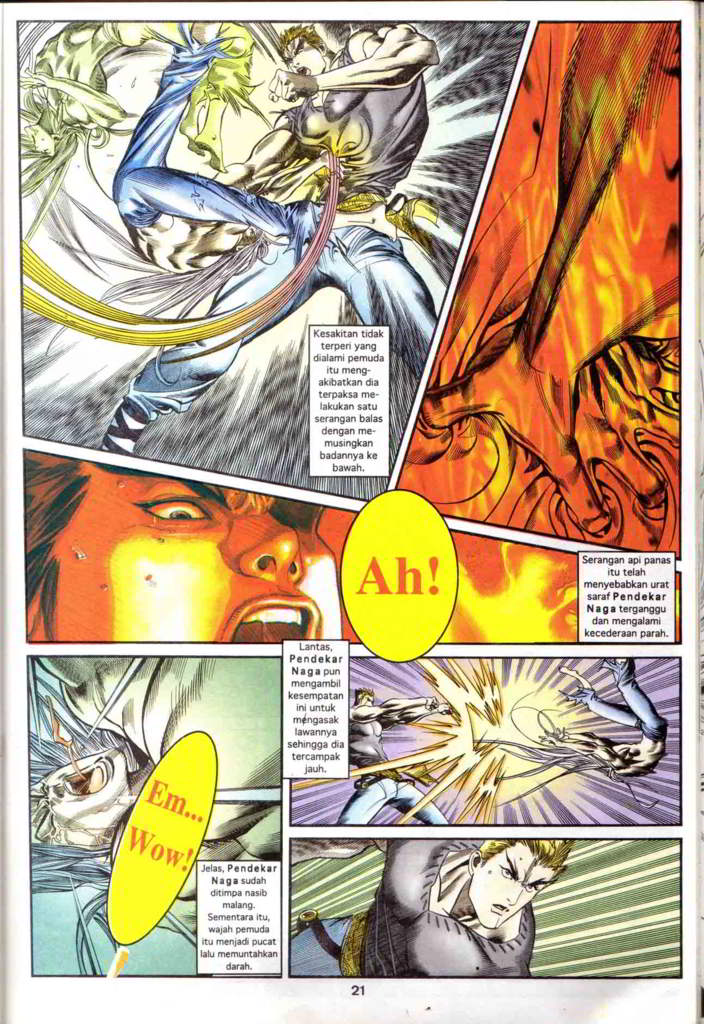 Kesakitan tidak
terperi yang
dialami pemuda
itu meng-
akibatkan dia
terpaksa me-
lakukan satu
serangan balas
dengan me-
musingkan
badannya ke
bawah.
Ah!
Serangan api panas
itu telah
menyebabkan urat
saraf Pendekar
Naga terganggu
dan mengalami
kecederaan parah.
Lantas,
Pendekar
Naga pun
mengambil
kesempatan
ini untuk
mengasak
lawannya
sehingga dia
tercampak
jauh.
Em...
Wow!
Jelas, Pendekar
Naga sudah
ditimpa nasib
malang.
Sementara itu,
wajah pemuda
itu menjadi pucat
lalu memuntahkan
darah.
21